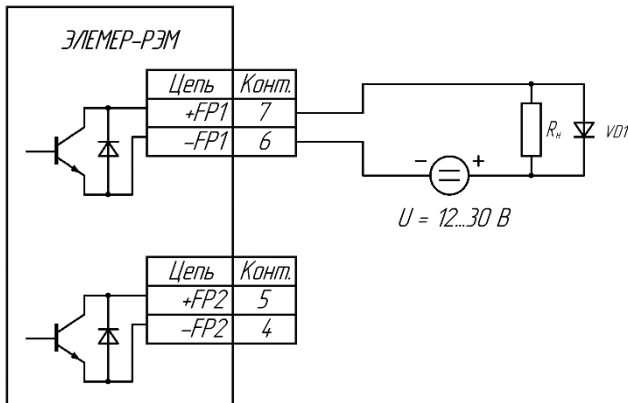 ЭЛЕМЕР-РЭМ
Цепь Конт.
+FP1 7
-FP1 6
Rн VD1
- +
U = 12...30 В
Цепь Конт.
+FP2 5
-FP2 4